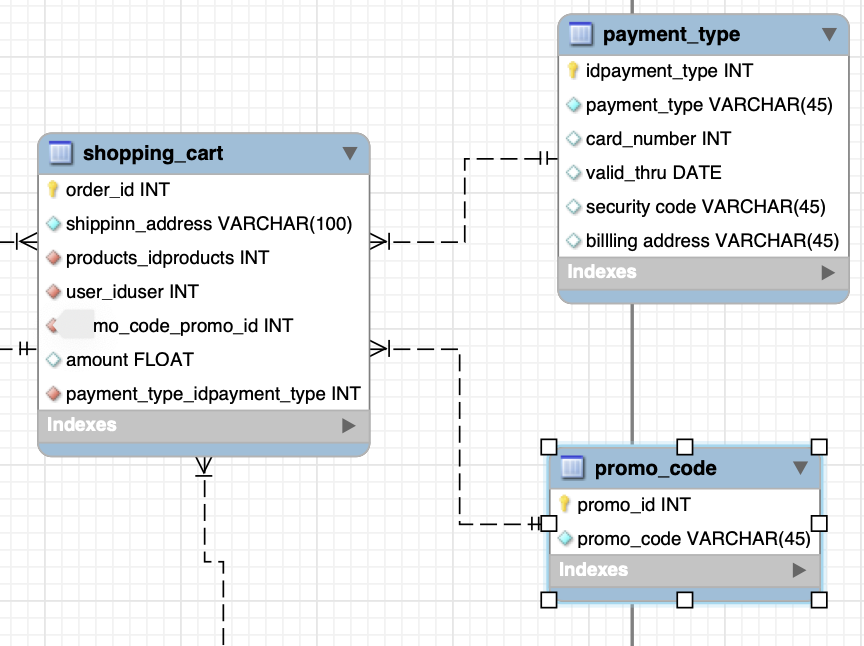 payment_type
idpayment_type INT
payment_type VARCHAR(45)
card_number INT
valid_thru DATE
security code VARCHAR(45)
billling address VARCHAR(45)
Indexes
shopping_cart
order_id INT
shippinn_address VARCHAR(100)
products_idproducts INT
user_iduser INT
mo_code_promo_id INT
amount FLOAT
payment_type_idpayment_type INT
Indexes
promo_code
promo_id INT
promo_code VARCHAR(45)
Indexes